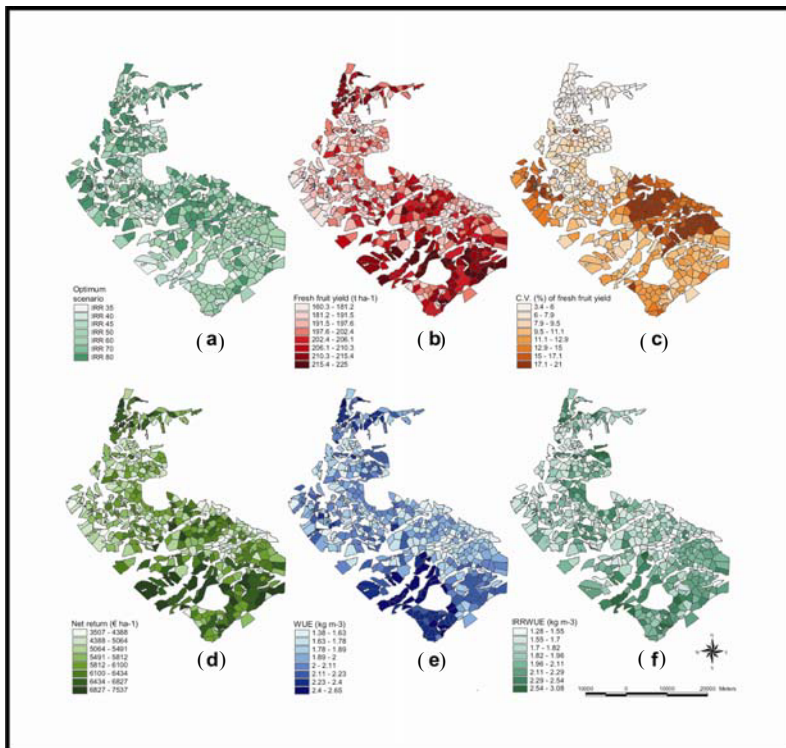 Optimum
scenario
IRR 35
IRR 40
IRR 45
IRR 50
IRR 60
IRR 70
IRR 80
(a)
Fresh fruit yield (t ha-1)
160.3 - 181.2
181.2 - 191.5
191.5 - 197.6
197.6 - 202.4
202.4 - 206.1
206.1 - 210.3
210.3 - 215.4
215.4 - 225
(b)
C.V. (%) of fresh fruit yield
3.4 - 6
6 - 7.9
7.9 - 9.5
9.5 - 11.1
11.1 - 12.9
12.9 - 15
15 - 17.1
17.1 - 21
(c)
Net return (€ ha-1)
3507 - 4388
4388 - 5064
5064 - 5491
5491 - 5812
5812 - 6100
6100 - 6434
6434 - 6827
6827 - 7537
(d)
WUE (kg m-3)
1.38 - 1.63
1.63 - 1.78
1.78 - 1.89
1.89 - 2
2 - 2.11
2.11 - 2.23
2.23 - 2.4
2.4 - 2.65
(e)
IRRWUE (kg m-3)
1.28 - 1.55
1.55 - 1.7
1.7 - 1.82
1.82 - 1.96
1.96 - 2.11
2.11 - 2.29
2.29 - 2.54
2.54 - 3.08
(f)
N
W E
S
10000 0 10000 20000 Meters